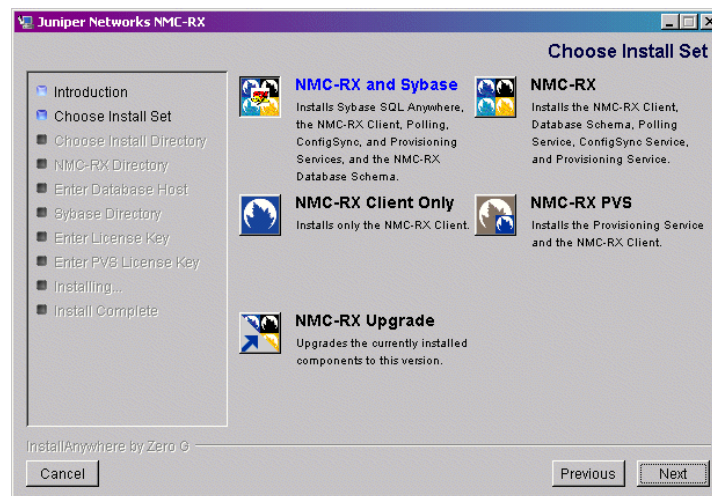 Juniper Networks NMC-RX
Choose Install Set
Introduction
Choose Install Set
Choose Install Directory
NMC-RX Directory
Enter Database Host
Sybase Directory
Enter License Key
Enter PVS License Key
Installing...
Install Complete
NMC-RX and Sybase
Installs Sybase SQL Anywhere,
the NMC-RX Client, Polling,
ConfigSync, and Provisioning
Services, and the NMC-RX
Database Schema.
NMC-RX
Installs the NMC-RX Client,
Database Schema, Polling
Service, ConfigSync Service,
and Provisioning Service.
NMC-RX Client Only
Installs only the NMC-RX Client.
NMC-RX PVS
Installs the Provisioning Service
and the NMC-RX Client.
NMC-RX Upgrade
Upgrades the currently installed
components to this version.
InstallAnywhere by Zero G
Cancel
Previous
Next